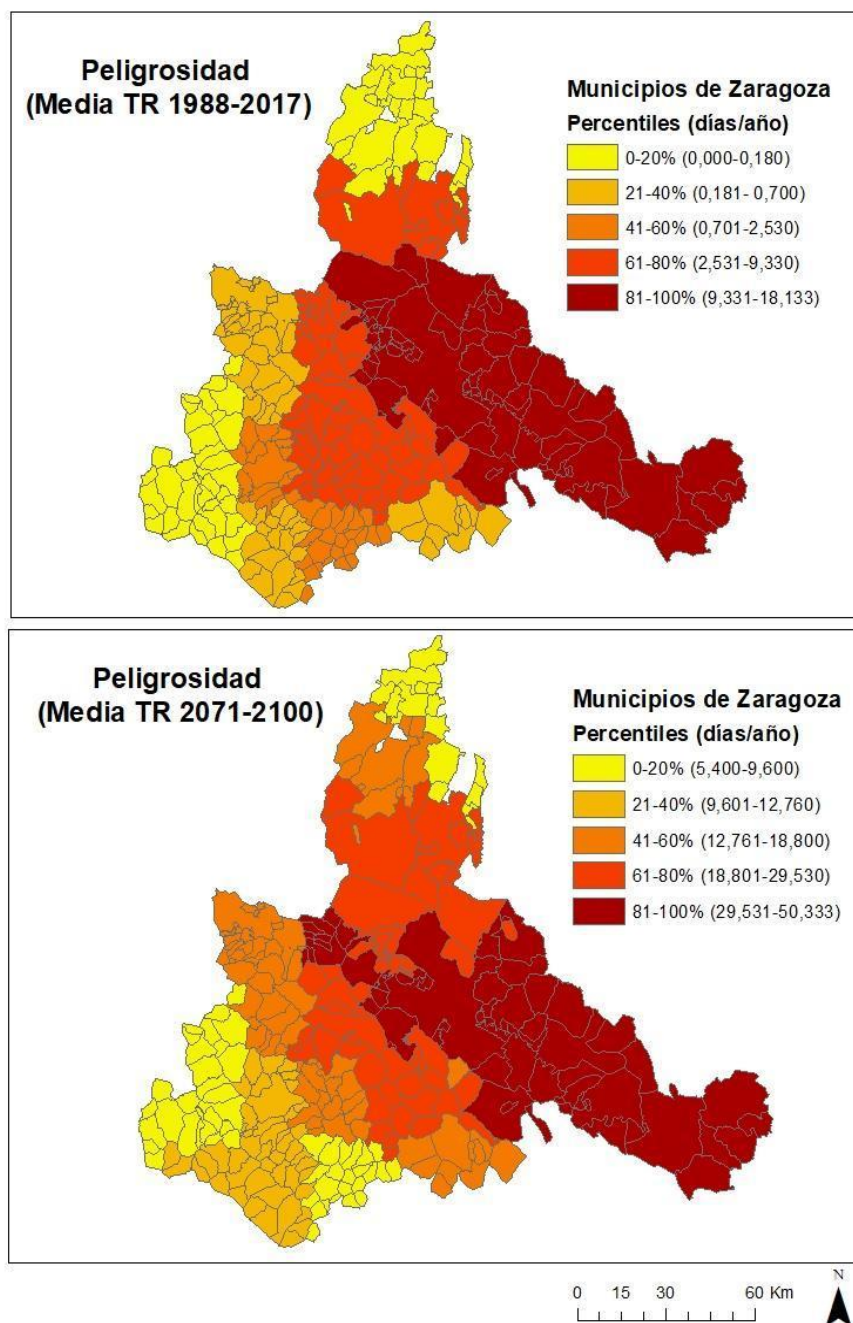 Peligrosidad
(Media TR 1988-2017)
Municipios de Zaragoza
Percentiles (días/año)
0-20% (0,000-0,180)
21-40% (0,181- 0,700)
41-60% (0,701-2,530)
61-80% (2,531-9,330)
81-100% (9,331-18,133)
Peligrosidad
(Media TR 2071-2100)
Municipios de Zaragoza
Percentiles (días/año)
0-20% (5,400-9,600)
21-40% (9,601-12,760)
41-60% (12,761-18,800)
61-80% (18,801-29,530)
81-100% (29,531-50,333)
0 15 30 60 Km
N